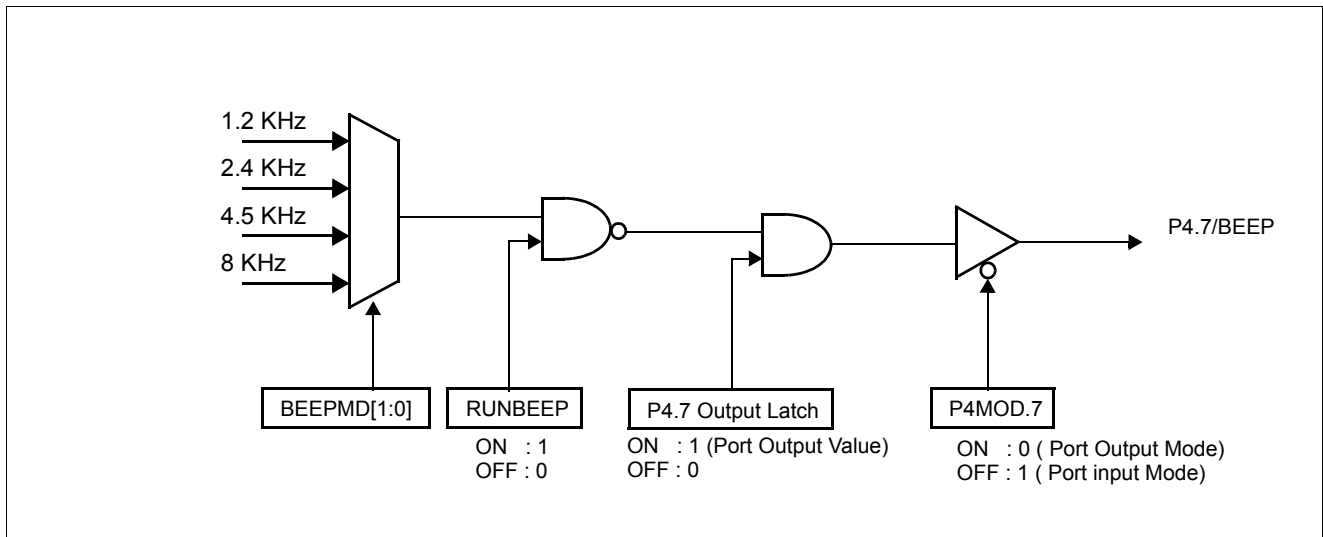 1.2 KHz
2.4 KHz
4.5 KHz
8 KHz
P4.7/BEEP
BEEPMD[1:0]
RUNBEEP
P4.7 Output Latch
P4MOD.7
ON : 1
OFF : 0
ON : 1 (Port Output Value)
OFF : 0
ON : 0 ( Port Output Mode)
OFF : 1 ( Port input Mode)